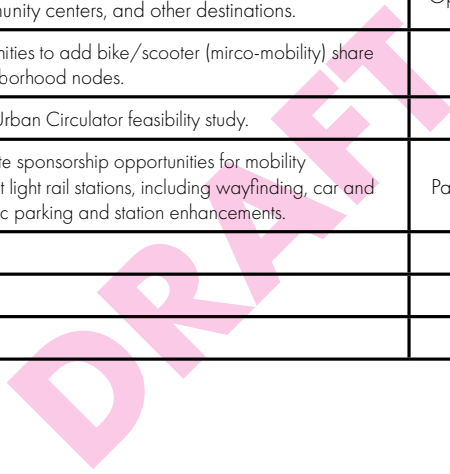 unity centers, and other destinations.
nities to add bike/scooter (mirco-mobility) share
borhood nodes.
Urban Circulator feasibility study.
te sponsorship opportunities for mobility
t light rail stations, including wayfinding, car and
c parking and station enhancements.
Pa
DRAFT